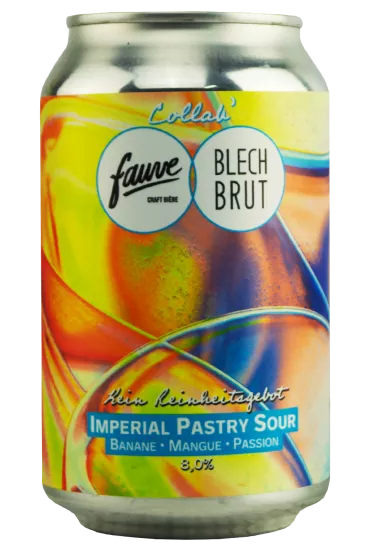 Collab'
fauve
CRAFT BIÈRE
BLECH
BRUT
Kein Reinheitsgebot
IMPERIAL PASTRY SOUR
BANANE • MANGUE • PASSION
8,0%